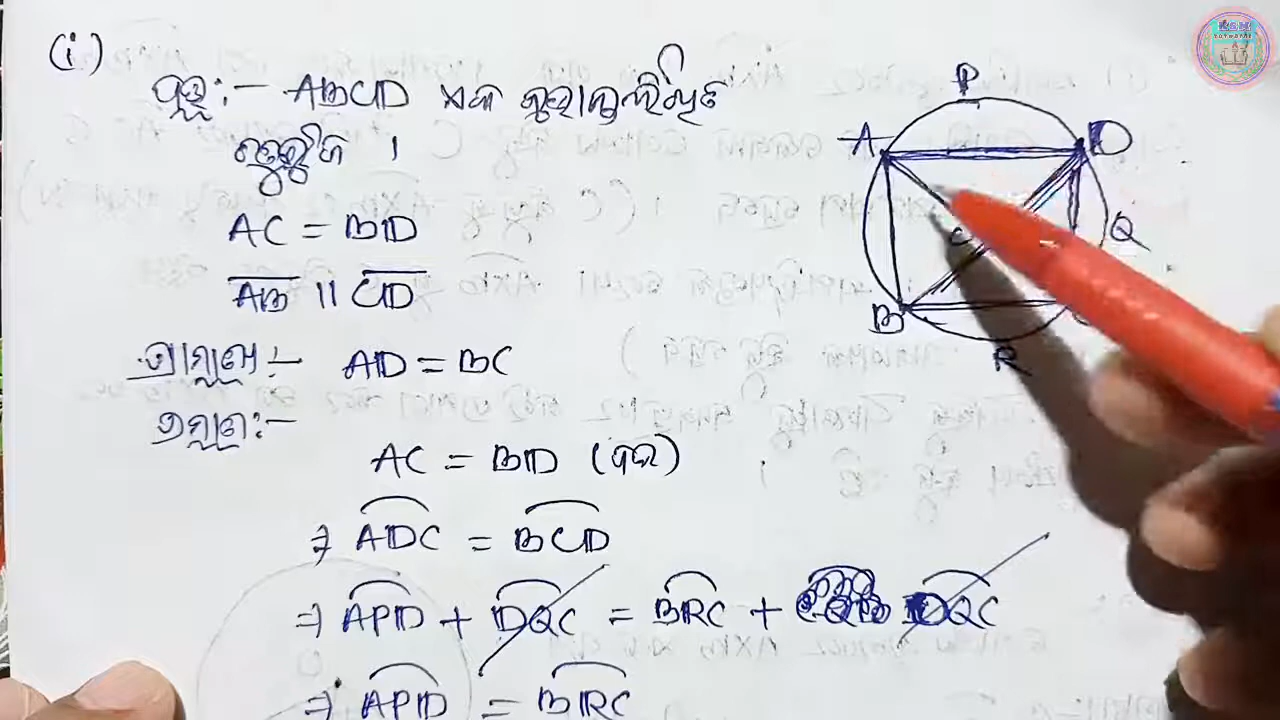 (i)
ଦତ୍ତ :- ABCD ଏକ ବୃତ୍ତାନ୍ତର୍ଲିଖିତ
ଚତୁର୍ଭୁଜ ।
AC = BD
AB || CD
ପ୍ରାମାଣ୍ୟ :- AD = BC
ପ୍ରମାଣ :-
AC = BD (ଦତ୍ତ)
⇒ ADC = BCD
⇒ APD + DQC = BRC + DQC
⇒ APD = BRC
P
A D
Q
B
R